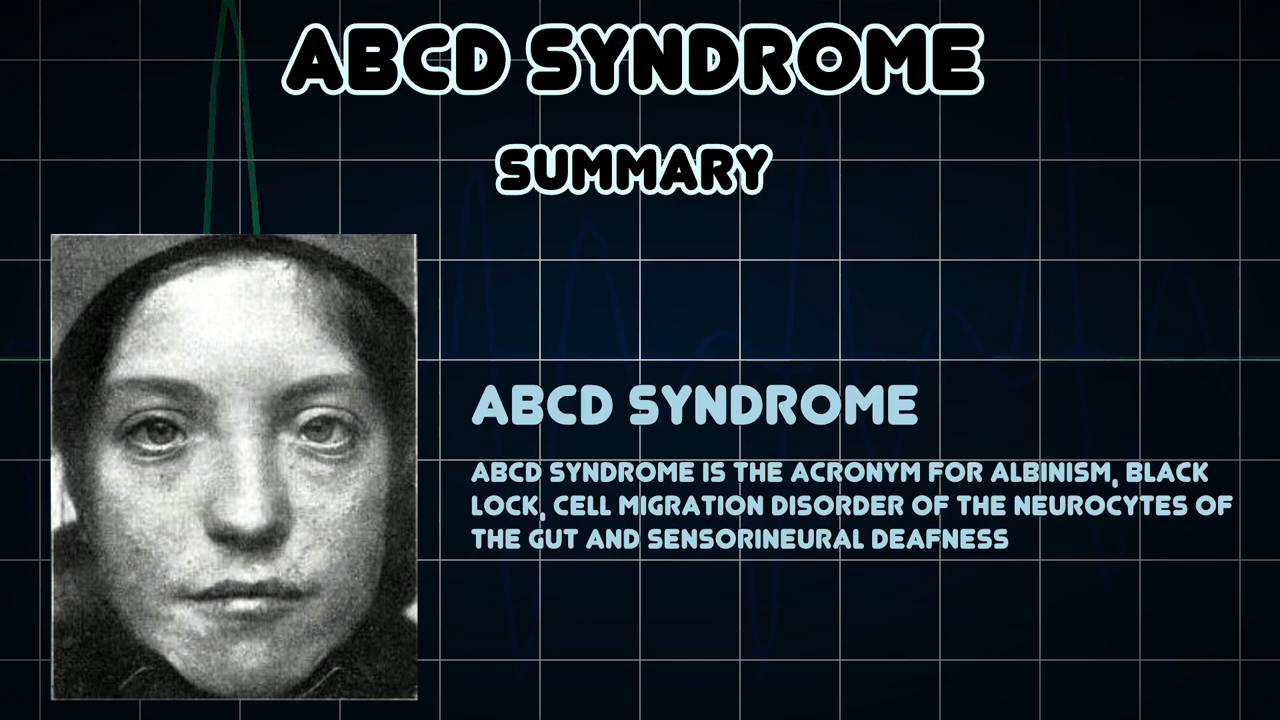 ABCD SYNDROME
SUMMARY
ABCD SYNDROME
ABCD SYNDROME IS THE ACRONYM FOR ALBINISM, BLACK
LOCK, CELL MIGRATION DISORDER OF THE NEUROCYTES OF
THE GUT AND SENSORINEURAL DEAFNESS